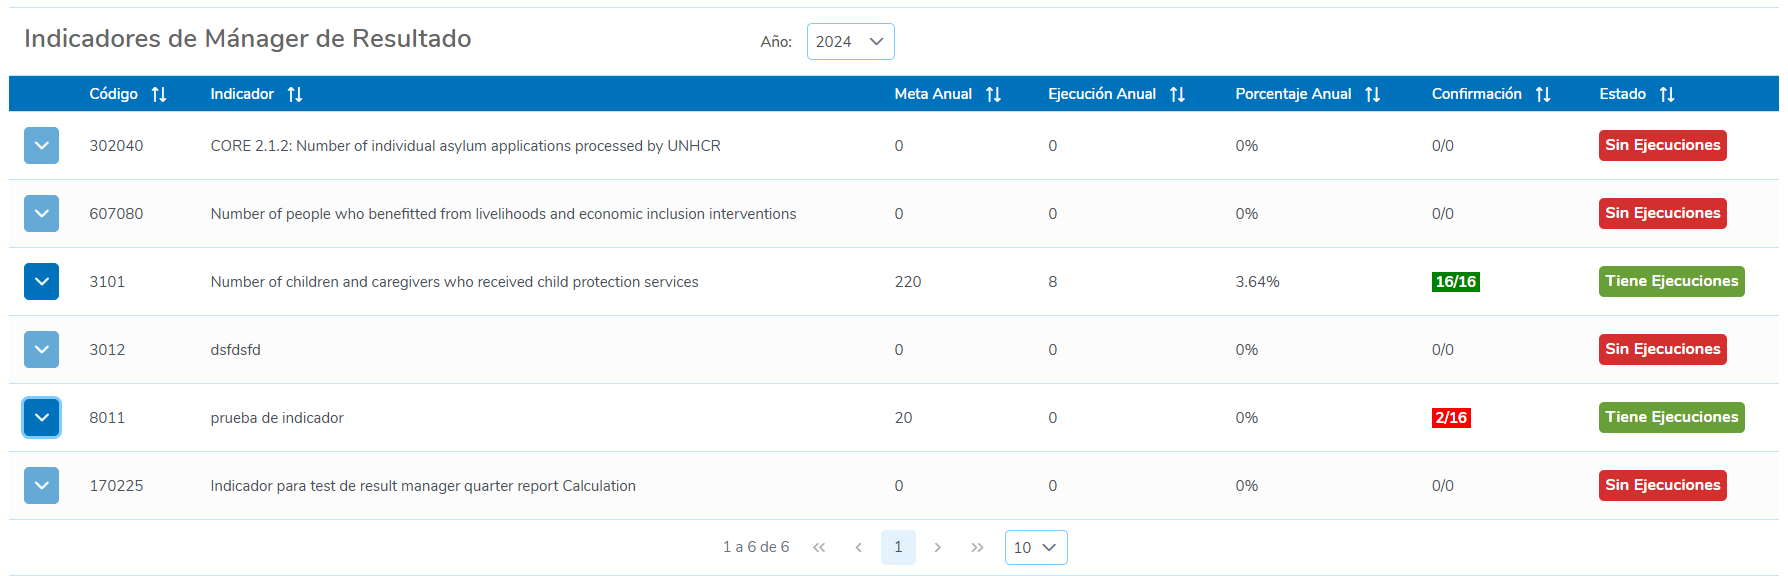 Indicadores de Mánager de Resultado Año: 2024
Código Indicador Meta Anual Ejecución Anual Porcentaje Anual Confirmación Estado
302040 CORE 2.1.2: Number of individual asylum applications processed by UNHCR 0 0 0% 0/0 Sin Ejecuciones
607080 Number of people who benefitted from livelihoods and economic inclusion interventions 0 0 0% 0/0 Sin Ejecuciones
3101 Number of children and caregivers who received child protection services 220 8 3.64% 16/16 Tiene Ejecuciones
3012 dsfdsfd 0 0 0% 0/0 Sin Ejecuciones
8011 prueba de indicador 20 0 0% 2/16 Tiene Ejecuciones
170225 Indicador para test de result manager quarter report Calculation 0 0 0% 0/0 Sin Ejecuciones
1 a 6 de 6 « ‹ 1 › » 10